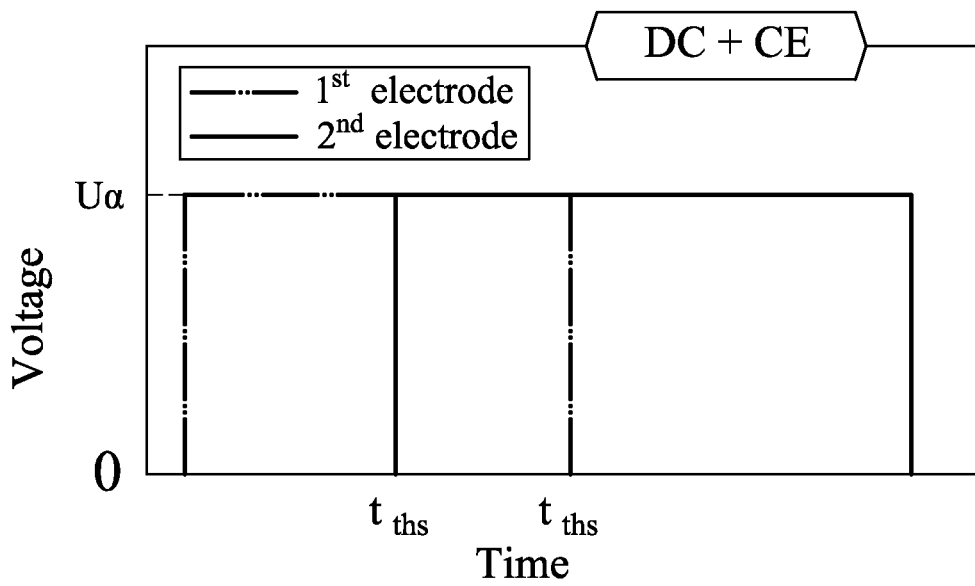 DC + CE
1st electrode
2nd electrode
Uα
Voltage
0
t ths t ths
Time